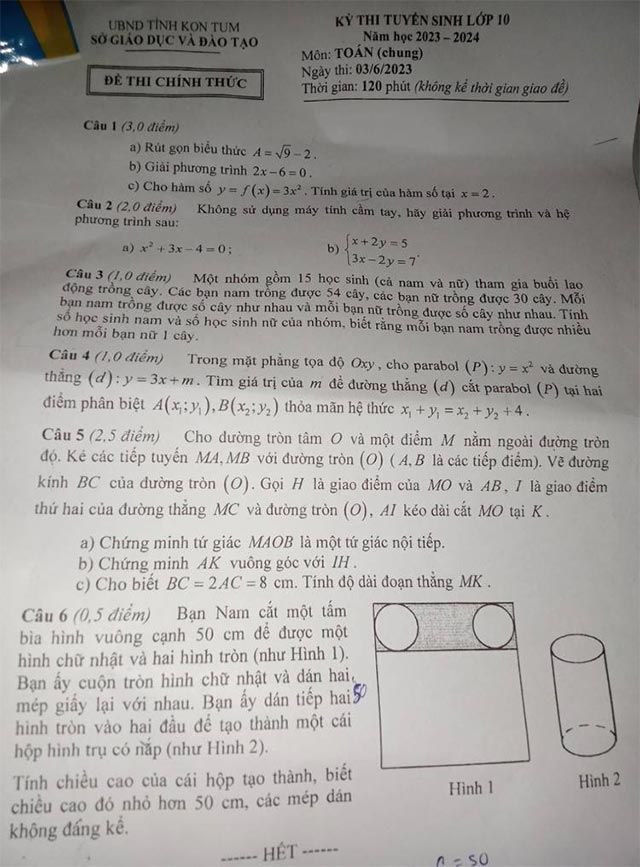 UBND TỈNH KON TUM
SỞ GIÁO DỤC VÀ ĐÀO TẠO
ĐỀ THI CHÍNH THỨC
KỲ THI TUYỂN SINH LỚP 10
Năm học 2023 – 2024
Môn: TOÁN (chung)
Ngày thi: 03/6/2023
Thời gian: 120 phút (không kể thời gian giao đề)
Câu 1 (3,0 điểm)
a) Rút gọn biểu thức A = √9 − 2.
b) Giải phương trình 2x − 6 = 0.
c) Cho hàm số y = f(x) = 3x². Tính giá trị của hàm số tại x = 2.
Câu 2 (2,0 điểm) Không sử dụng máy tính cầm tay, hãy giải phương trình và hệ
phương trình sau:
a) x² + 3x − 4 = 0; b) { x + 2y = 5
3x − 2y = 7.
Câu 3 (1,0 điểm) Một nhóm gồm 15 học sinh (cả nam và nữ) tham gia buổi lao
động trồng cây. Các bạn nam trồng được 54 cây, các bạn nữ trồng được 30 cây. Mỗi
bạn nam trồng được số cây như nhau và mỗi bạn nữ trồng được số cây như nhau. Tính
số học sinh nam và số học sinh nữ của nhóm, biết rằng mỗi bạn nam trồng được nhiều
hơn mỗi bạn nữ 1 cây.
Câu 4 (1,0 điểm) Trong mặt phẳng tọa độ Oxy, cho parabol (P): y = x² và đường
thẳng (d): y = 3x + m. Tìm giá trị của m để đường thẳng (d) cắt parabol (P) tại hai
điểm phân biệt A(x₁; y₁), B(x₂; y₂) thỏa mãn hệ thức x₁ + y₁ = x₂ + y₂ + 4.
Câu 5 (2,5 điểm) Cho đường tròn tâm O và một điểm M nằm ngoài đường tròn
đó. Kẻ các tiếp tuyến MA, MB với đường tròn (O) (A, B là các tiếp điểm). Vẽ đường
kính BC của đường tròn (O). Gọi H là giao điểm của MO và AB, I là giao điểm
thứ hai của đường thẳng MC và đường tròn (O), AI kéo dài cắt MO tại K.
a) Chứng minh tứ giác MAOB là một tứ giác nội tiếp.
b) Chứng minh AK vuông góc với IH.
c) Cho biết BC = 2AC = 8 cm. Tính độ dài đoạn thẳng MK.
Câu 6 (0,5 điểm) Bạn Nam cắt một tấm
bìa hình vuông cạnh 50 cm để được một
hình chữ nhật và hai hình tròn (như Hình 1).
Bạn ấy cuộn tròn hình chữ nhật và dán hai
mép giấy lại với nhau. Bạn ấy dán tiếp hai
hình tròn vào hai đầu để tạo thành một cái
hộp hình trụ có nắp (như Hình 2).
Tính chiều cao của cái hộp tạo thành, biết
chiều cao đó nhỏ hơn 50 cm, các mép dán
không đáng kể.
50
Hình 1
Hình 2
------ HẾT ------
= 50